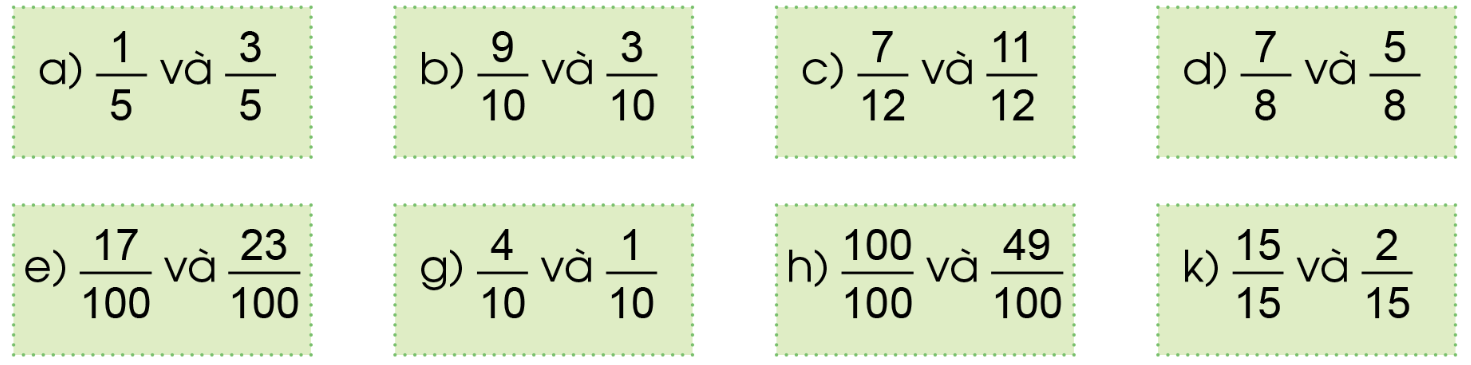 a) 1/5 và 3/5
b) 9/10 và 3/10
c) 7/12 và 11/12
d) 7/8 và 5/8
e) 17/100 và 23/100
g) 4/10 và 1/10
h) 100/100 và 49/100
k) 15/15 và 2/15